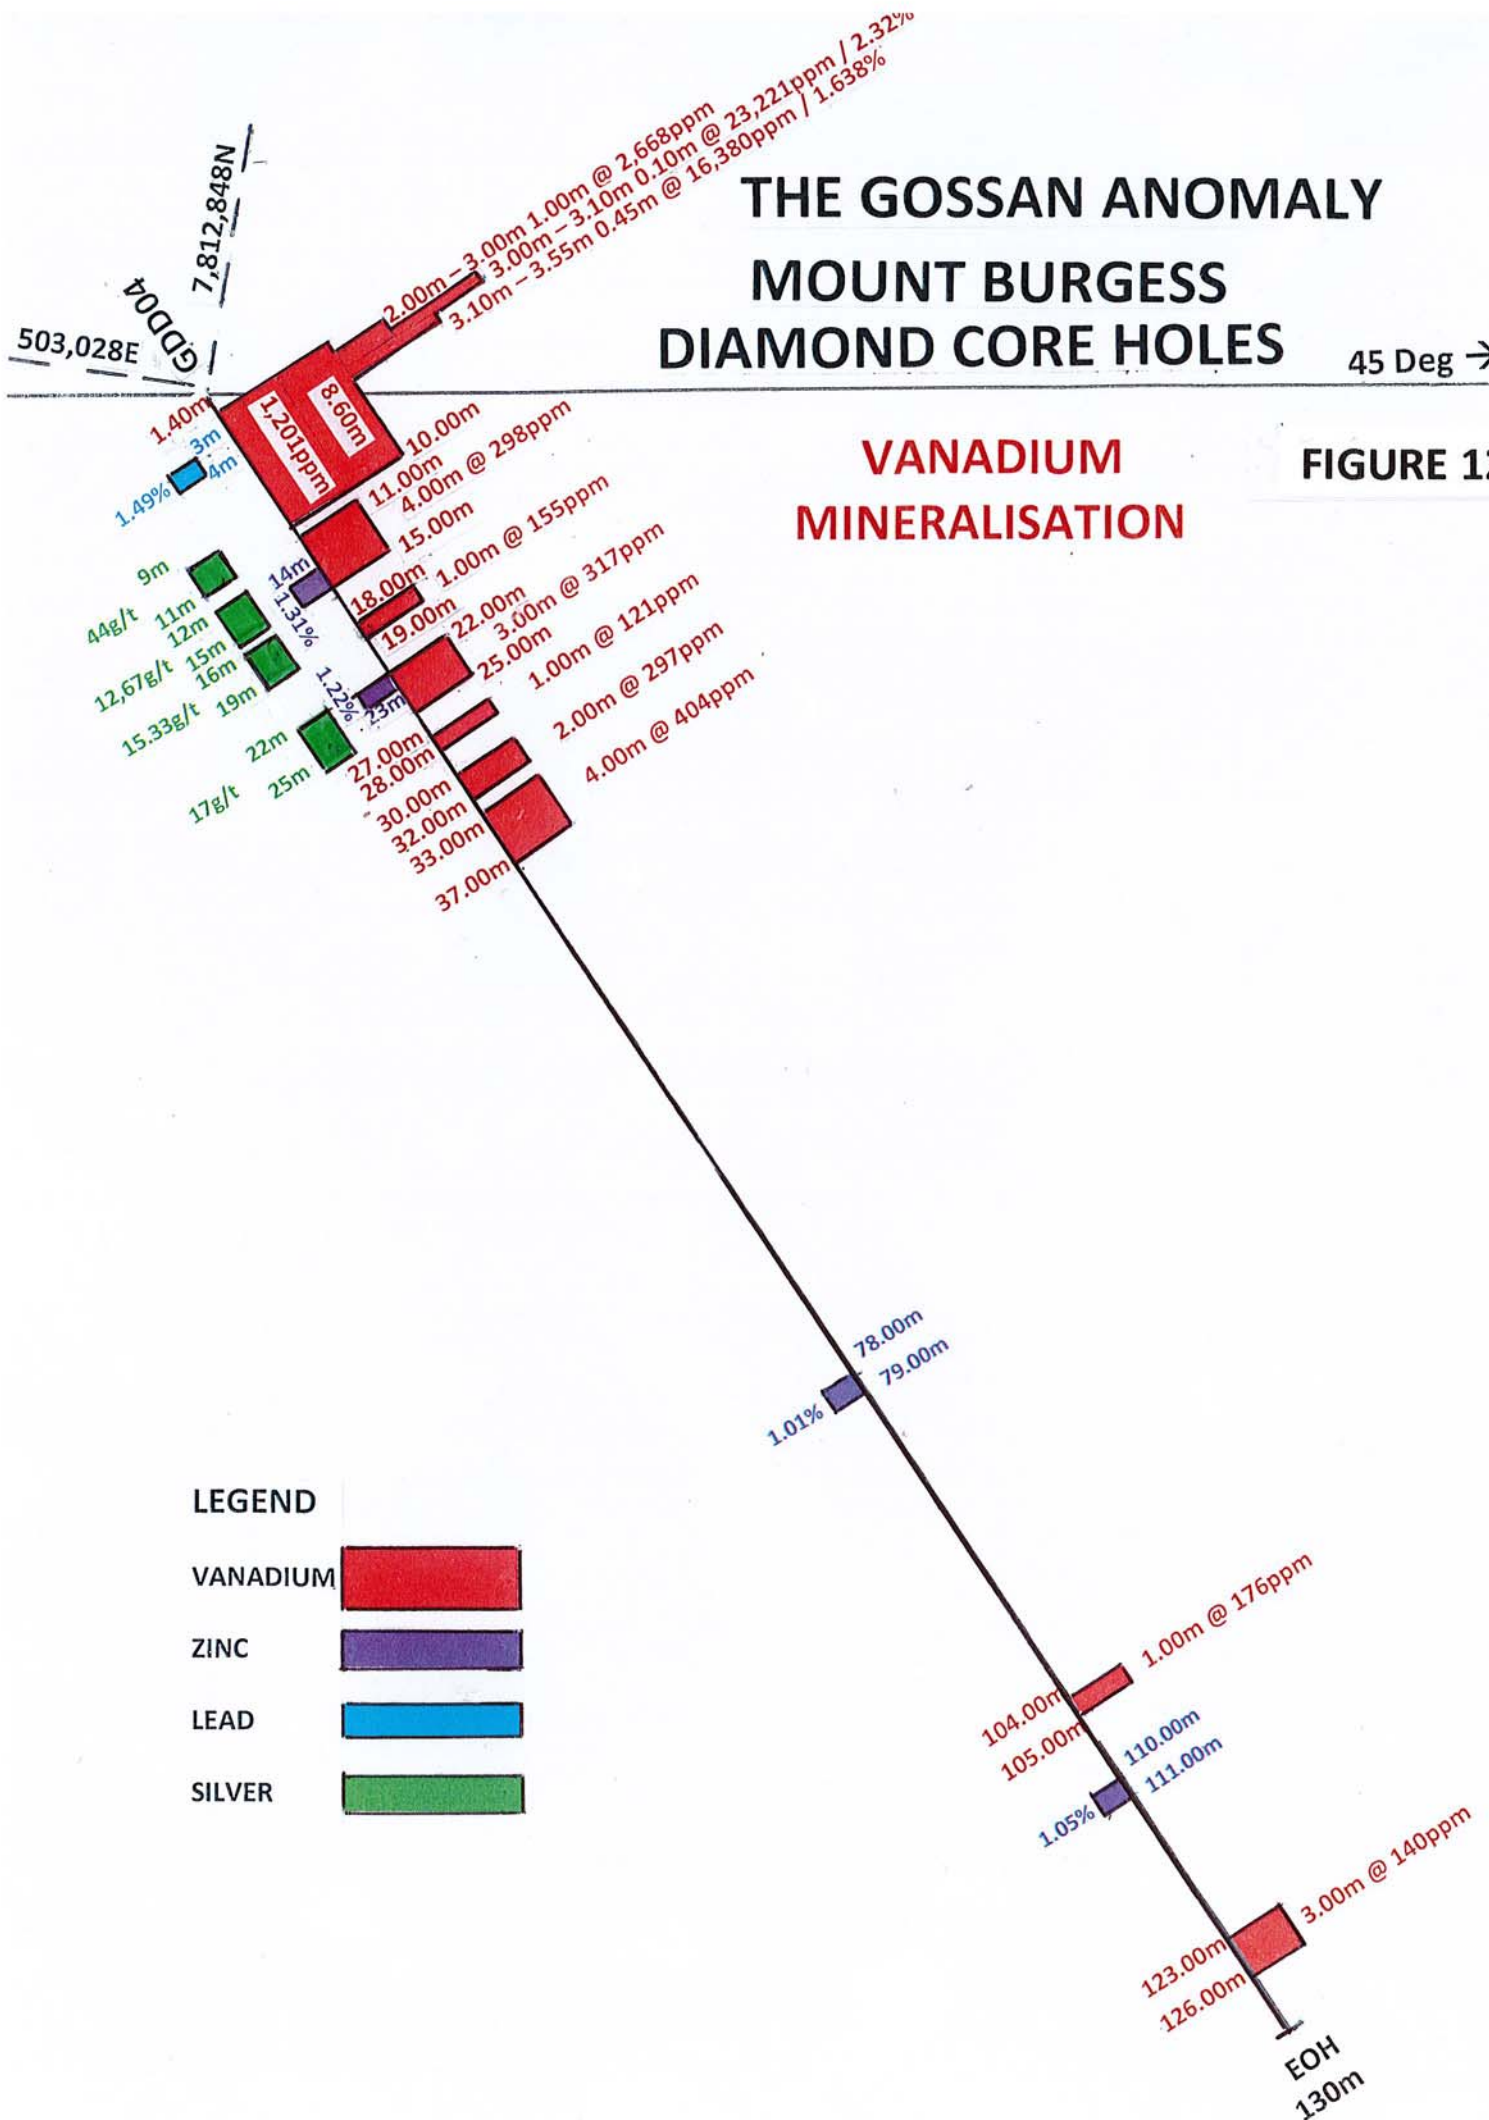 THE GOSSAN ANOMALY
MOUNT BURGESS
DIAMOND CORE HOLES
45 Deg →
VANADIUM
MINERALISATION
FIGURE 12
7,812,848N
503,028E
GDD04
2.00m – 3.00m 1.00m @ 2,668ppm
3.00m – 3.10m 0.10m @ 23,221ppm / 2.32%
3.10m – 3.55m 0.45m @ 16,380ppm / 1.638%
1.40m
8.60m
1,201ppm
10.00m
3m
4m
1.49%
11.00m
4.00m @ 298ppm
15.00m
9m
44g/t
11m
12m
12,67g/t
15m
16m
15.33g/t
19m
22m
17g/t
25m
14m
1.31%
18.00m
1.00m @ 155ppm
19.00m
22.00m
3.00m @ 317ppm
25.00m
1.22%
23m
27.00m
1.00m @ 121ppm
28.00m
30.00m
2.00m @ 297ppm
32.00m
33.00m
4.00m @ 404ppm
37.00m
78.00m
79.00m
1.01%
LEGEND
VANADIUM
ZINC
LEAD
SILVER
104.00m
1.00m @ 176ppm
105.00m
110.00m
111.00m
1.05%
123.00m
3.00m @ 140ppm
126.00m
EOH
130m